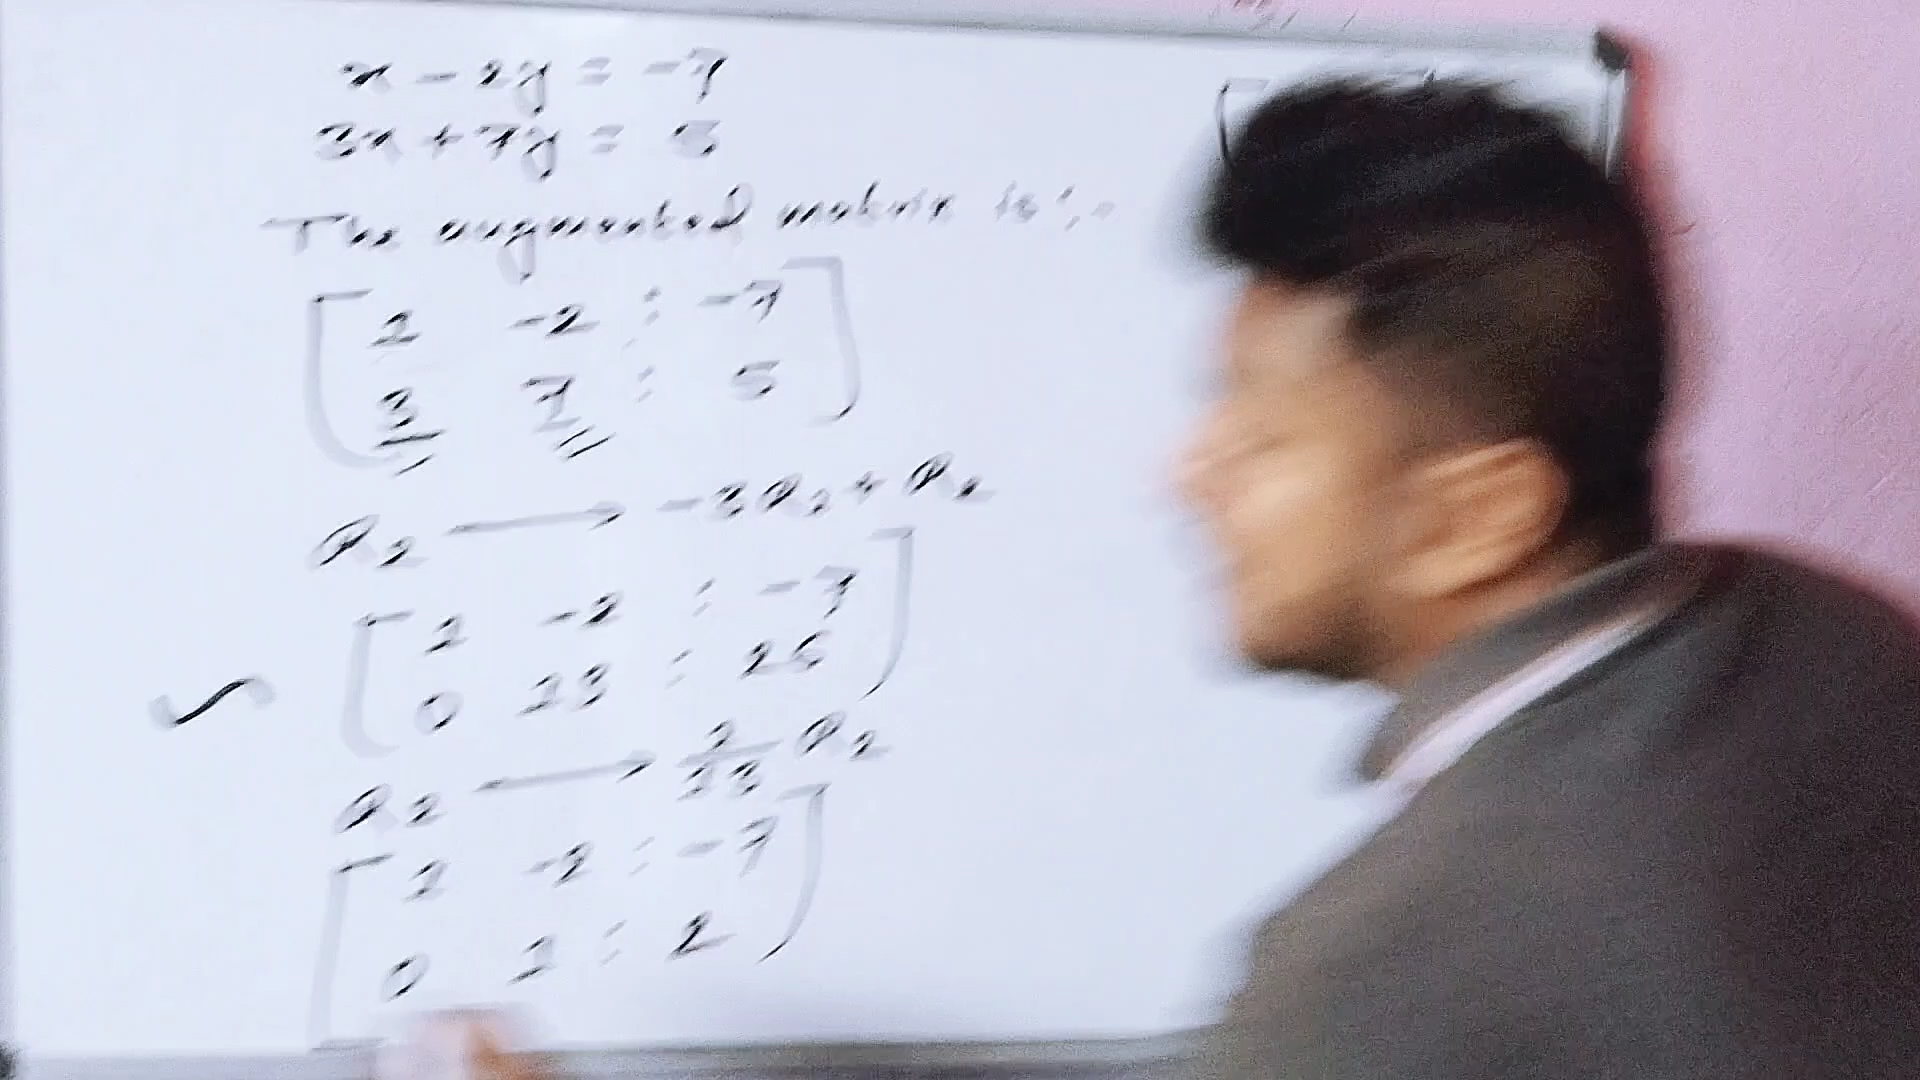 x - 2y = -7
3x + 7y = 5
The augmented matrix is :-
[ 1 -2 : -7
3 7 : 5 ]
R2 → -3R1 + R2
~ [ 1 -2 : -7
0 13 : 26 ]
R2 → 1/13 R2
[ 1 -2 : -7
0 1 : 2 ]